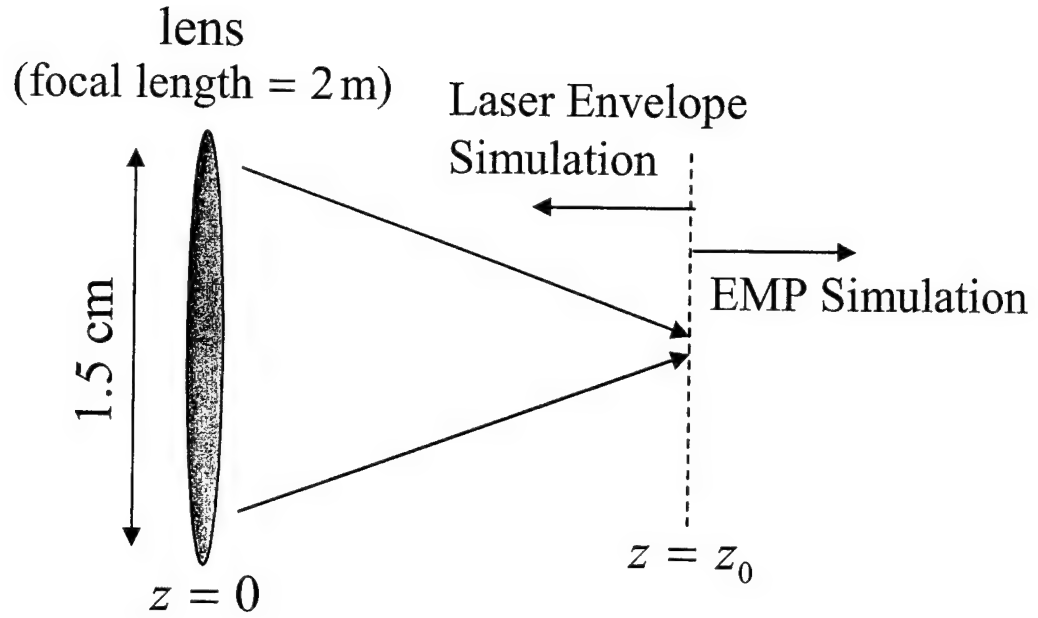 lens
(focal length = 2 m)
Laser Envelope
Simulation
EMP Simulation
1.5 cm
z = z₀
z = 0